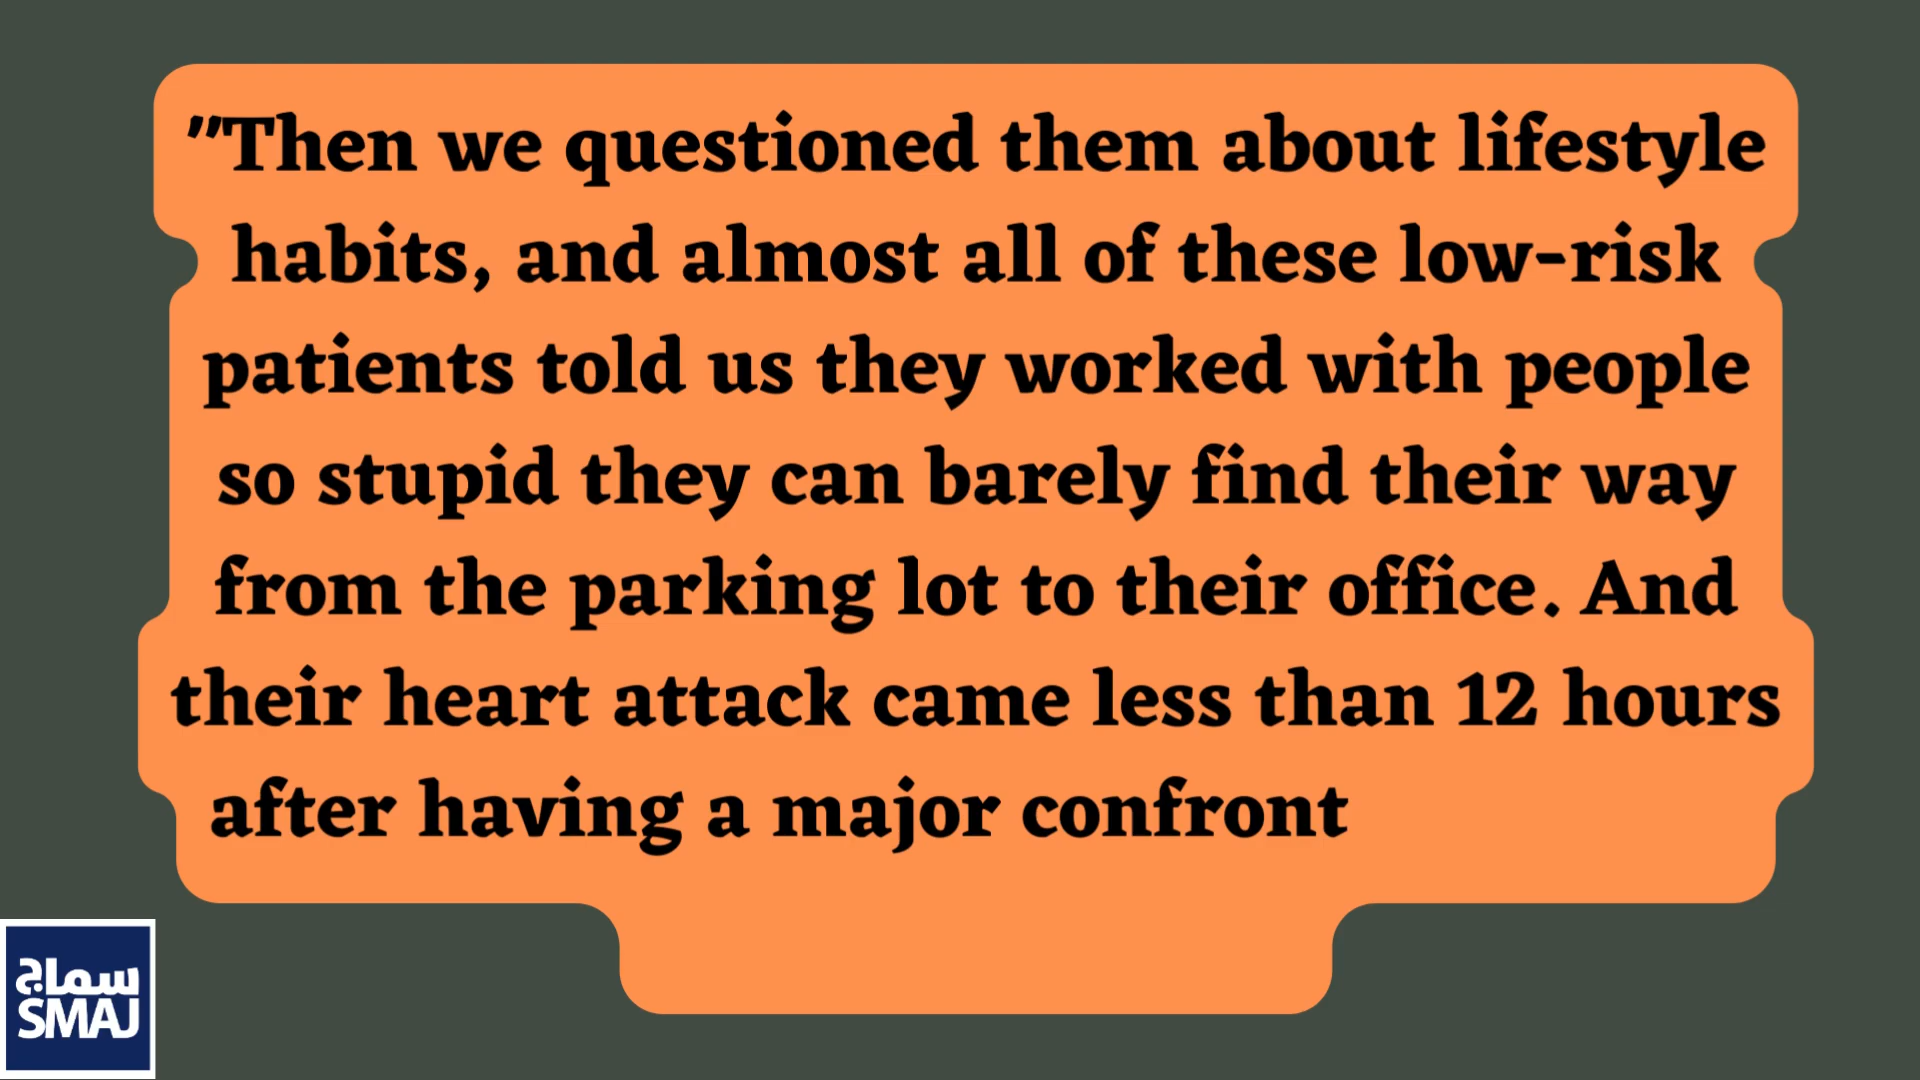 "Then we questioned them about lifestyle
habits, and almost all of these low-risk
patients told us they worked with people
so stupid they can barely find their way
from the parking lot to their office. And
their heart attack came less than 12 hours
after having a major confront
سماج
SMAJ